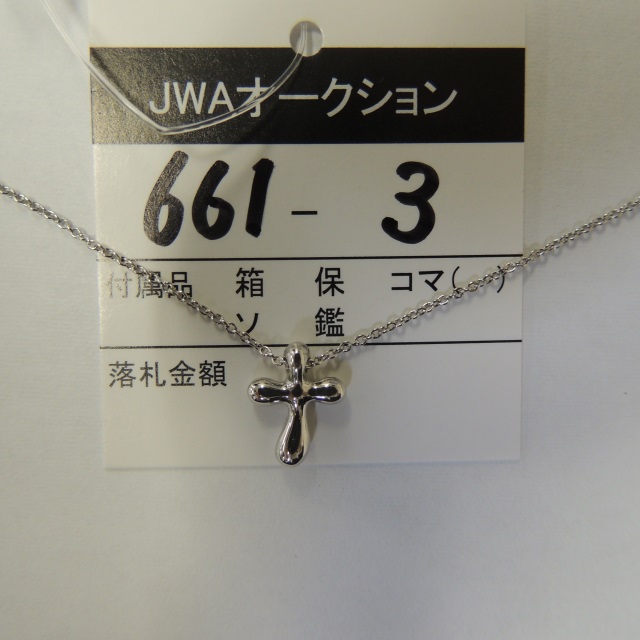 JWAオークション
661-3
付属品 箱 保 コマ( )
ソ 鑑
落札金額